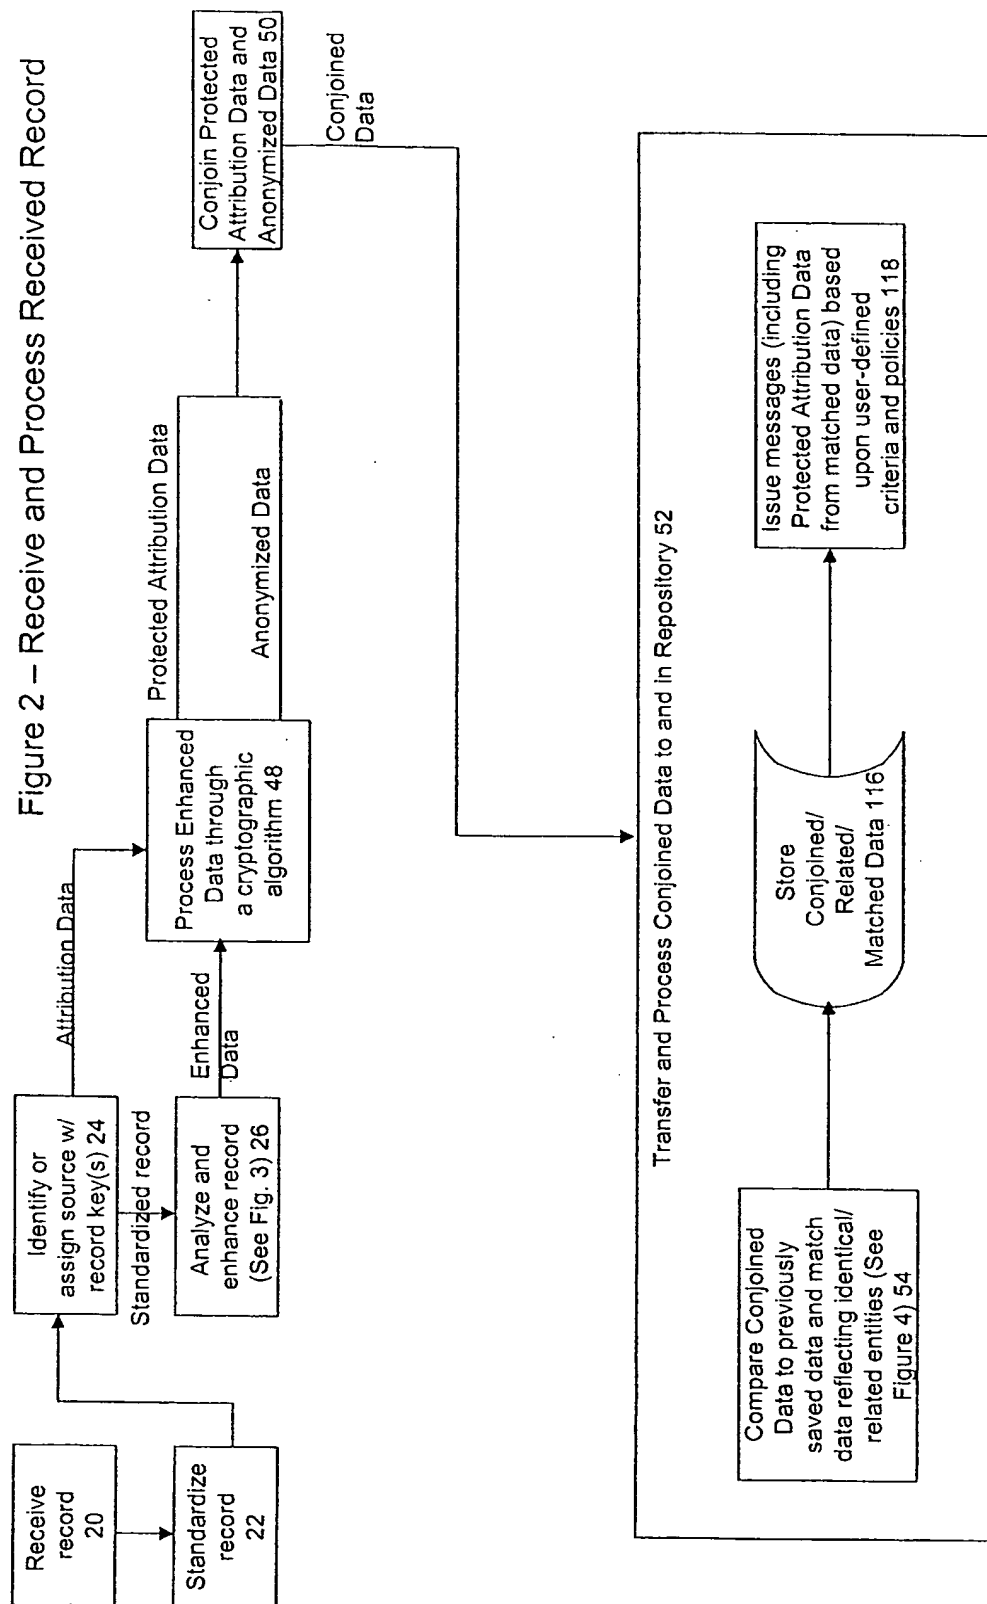 Figure 2 – Receive and Process Received Record
Receive
record
20
Standardize
record
22
Identify or
assign source w/
record key(s) 24
Attribution Data
Standardized record
Analyze and
enhance record
(See Fig. 3) 26
Enhanced
Data
Process Enhanced
Data through
a cryptographic
algorithm 48
Protected Attribution Data
Anonymized Data
Conjoin Protected
Attribution Data and
Anonymized Data 50
Conjoined
Data
Transfer and Process Conjoined Data to and in Repository 52
Compare Conjoined
Data to previously
saved data and match
data reflecting identical/
related entities (See
Figure 4) 54
Store
Conjoined/
Related/
Matched Data 116
Issue messages (including
Protected Attribution Data
from matched data) based
upon user-defined
criteria and policies 118